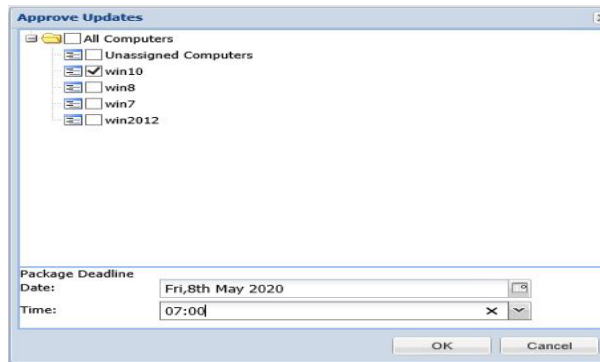 Approve Updates
All Computers
Unassigned Computers
win10
win8
win7
win2012
Package Deadline
Date: Fri,8th May 2020
Time: 07:00
OK Cancel